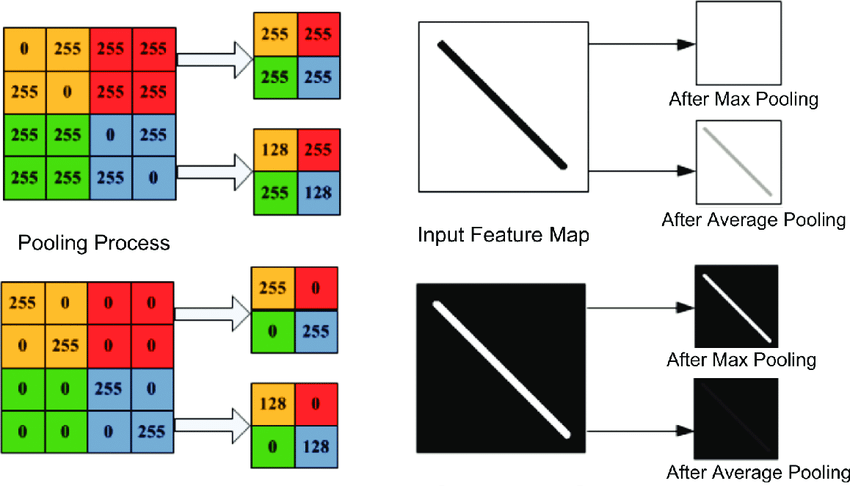 0 255 255 255
255 0 255 255
255 255 0 255
255 255 255 0
255 255
255 255
128 255
255 128
Pooling Process
Input Feature Map
After Max Pooling
After Average Pooling
255 0 0 0
0 255 0 0
0 0 255 0
0 0 0 255
255 0
0 255
128 0
0 128
After Max Pooling
After Average Pooling